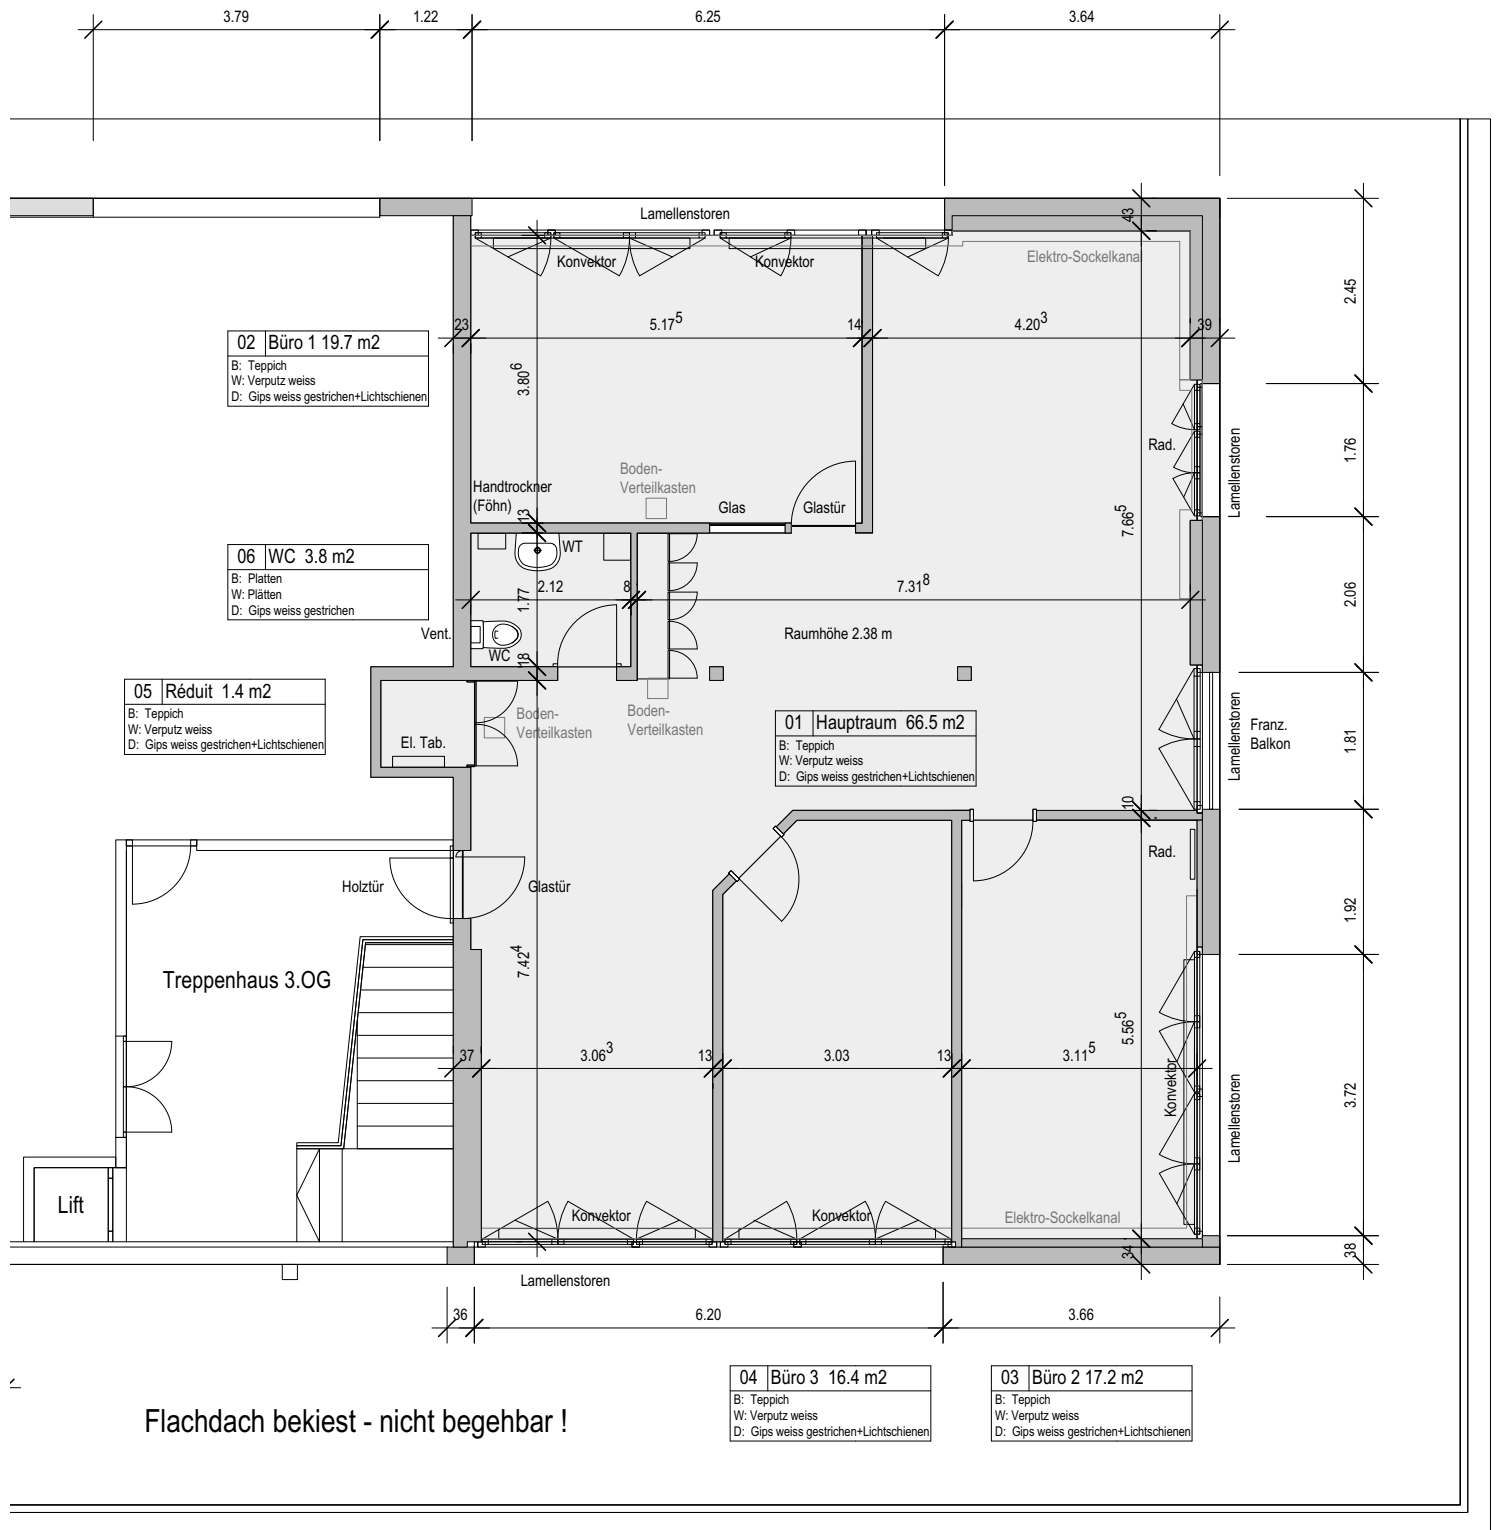 3.79
1.22
6.25
3.64
Lamellenstoren
43
Konvektor
Konvektor
Elektro-Sockelkanal
2.45
23
5.17⁵
14
4.20³
39
02 Büro 1 19.7 m2
B: Teppich
W: Verputz weiss
D: Gips weiss gestrichen+Lichtschienen
3.80⁶
Rad.
Lamellenstoren
1.76
Boden-
Verteilkasten
Handtrockner
(Föhn)
13
Glas
Glastür
7.66⁵
06 WC 3.8 m2
B: Platten
W: Plätten
D: Gips weiss gestrichen
WT
2.12
8
7.31⁸
1.77
2.06
Vent.
WC
18
Raumhöhe 2.38 m
05 Réduit 1.4 m2
B: Teppich
W: Verputz weiss
D: Gips weiss gestrichen+Lichtschienen
El. Tab.
Boden-
Verteilkasten
Boden-
Verteilkasten
01 Hauptraum 66.5 m2
B: Teppich
W: Verputz weiss
D: Gips weiss gestrichen+Lichtschienen
Lamellenstoren
Franz.
Balkon
1.81
10
Rad.
Holztür
Glastür
1.92
Treppenhaus 3.OG
7.42⁴
5.56⁵
37
3.06³
13
3.03
13
3.11⁵
Konvektor
Lamellenstoren
3.72
Lift
Konvektor
Konvektor
Elektro-Sockelkanal
34
38
Lamellenstoren
36
6.20
3.66
04 Büro 3 16.4 m2
B: Teppich
W: Verputz weiss
D: Gips weiss gestrichen+Lichtschienen
03 Büro 2 17.2 m2
B: Teppich
W: Verputz weiss
D: Gips weiss gestrichen+Lichtschienen
Flachdach bekiest - nicht begehbar !